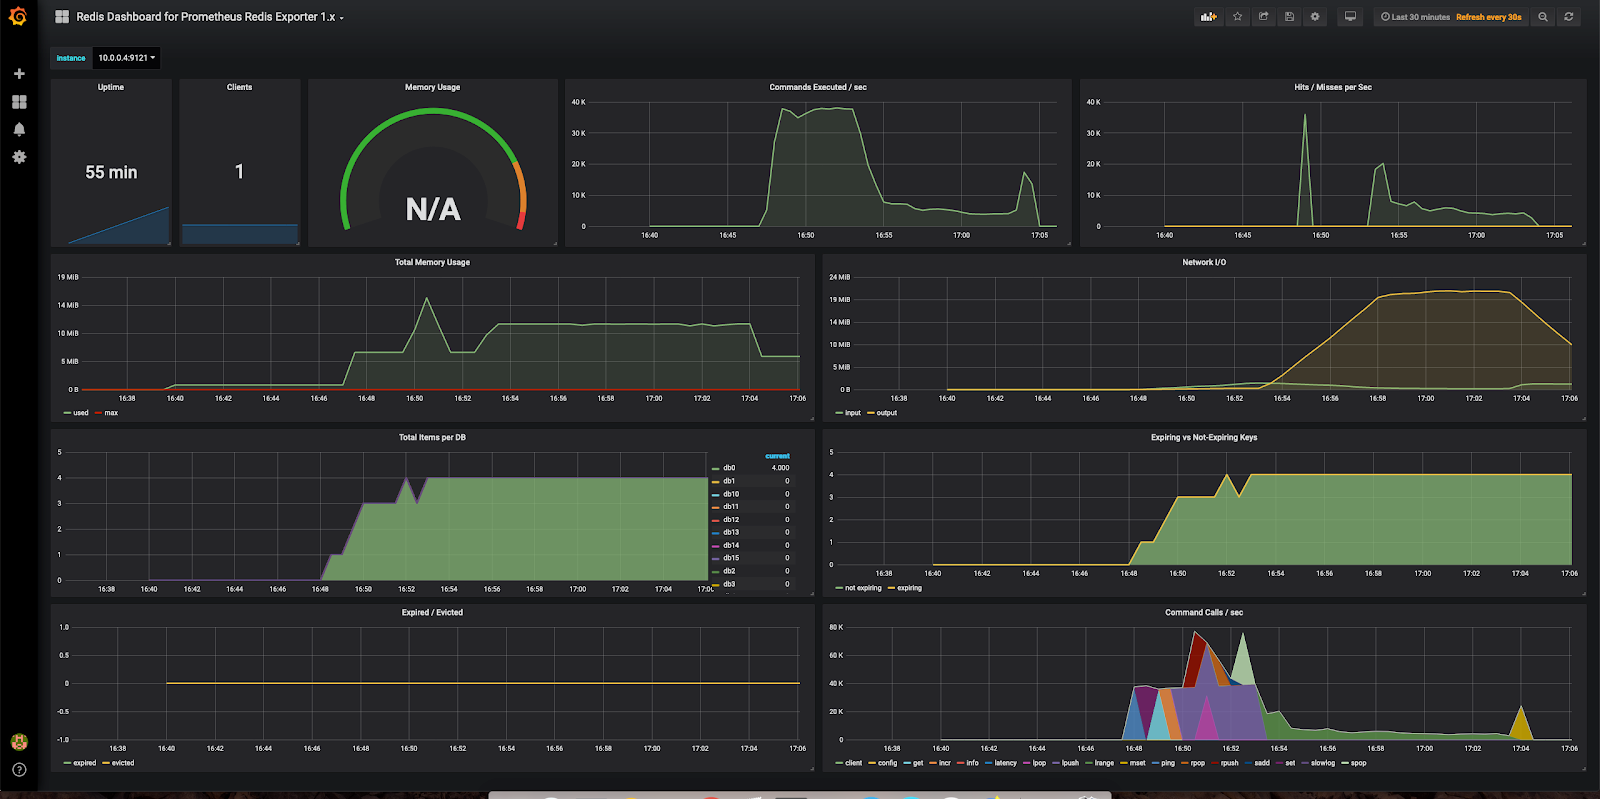 Redis Dashboard for Prometheus Redis Exporter 1.x
Last 30 minutes Refresh every 30s
Instance 10.0.0.4:9121
Uptime
55 min
Clients
1
Memory Usage
N/A
Commands Executed / sec
40 K
30 K
20 K
10 K
0
16:40 16:45 16:50 16:55 17:00 17:05
Hits / Misses per Sec
40 K
30 K
20 K
10 K
0
16:40 16:45 16:50 16:55 17:00 17:05
Total Memory Usage
19 MiB
14 MiB
10 MiB
5 MiB
0 B
16:38 16:40 16:42 16:44 16:46 16:48 16:50 16:52 16:54 16:56 16:58 17:00 17:02 17:04 17:06
used max
Network I/O
24 MiB
19 MiB
14 MiB
10 MiB
5 MiB
0 B
16:38 16:40 16:42 16:44 16:46 16:48 16:50 16:52 16:54 16:56 16:58 17:00 17:02 17:04 17:06
input output
Total Items per DB
5
4
3
2
1
0
16:38 16:40 16:42 16:44 16:46 16:48 16:50 16:52 16:54 16:56 16:58 17:00 17:02 17:04
current
db0 4.000
db1 0
db10 0
db11 0
db12 0
db13 0
db14 0
db15 0
db2 0
db3 0
Expiring vs Not-Expiring Keys
5
4
3
2
1
0
16:38 16:40 16:42 16:44 16:46 16:48 16:50 16:52 16:54 16:56 16:58 17:00 17:02 17:04 17:06
not expiring expiring
Expired / Evicted
1.0
0.5
0
-0.5
-1.0
16:38 16:40 16:42 16:44 16:46 16:48 16:50 16:52 16:54 16:56 16:58 17:00 17:02 17:04 17:06
expired evicted
Command Calls / sec
80 K
60 K
40 K
20 K
0
16:38 16:40 16:42 16:44 16:46 16:48 16:50 16:52 16:54 16:56 16:58 17:00 17:02 17:04 17:06
client config get incr info latency lpop lpush lrange mset ping rpop rpush sadd set slowlog spop